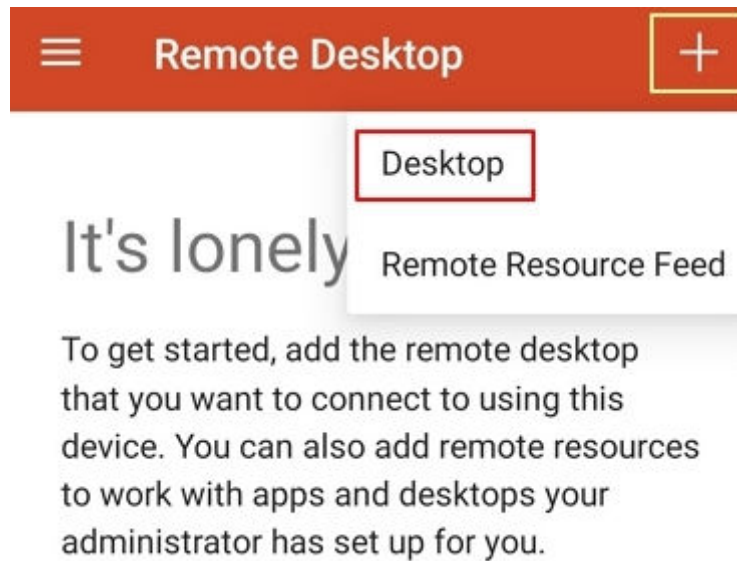 Remote Desktop +
Desktop
It's lonely
Remote Resource Feed
To get started, add the remote desktop
that you want to connect to using this
device. You can also add remote resources
to work with apps and desktops your
administrator has set up for you.